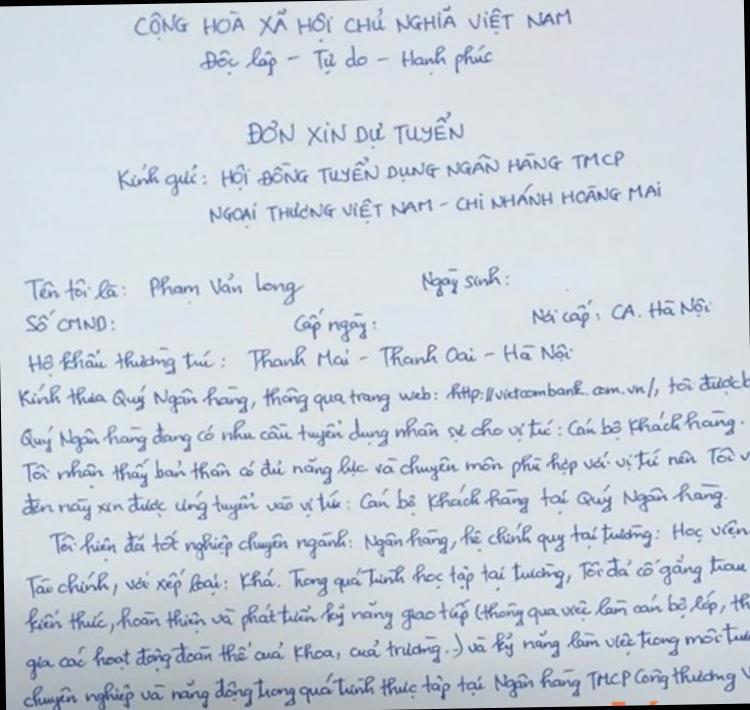 CỘNG HOÀ XÃ HỘI CHỦ NGHĨA VIỆT NAM
Độc lập - Tự do - Hạnh phúc
ĐƠN XIN DỰ TUYỂN
Kính gửi: HỘI ĐỒNG TUYỂN DỤNG NGÂN HÀNG TMCP
NGOẠI THƯƠNG VIỆT NAM - CHI NHÁNH HOÀNG MAI
Tên tôi là: Phạm Văn Long Ngày sinh:
Số CMND: Cấp ngày: Nơi cấp: CA. Hà Nội
Hộ khẩu thường trú: Thanh Mai - Thanh Oai - Hà Nội
Kính thưa Quý Ngân hàng, thông qua trang web: http://vietcombank.com.vn/, tôi được b
Quý Ngân hàng đang có nhu cầu tuyển dụng nhân sự cho vị trí: Cán bộ Khách hàng.
Tôi nhận thấy bản thân có đủ năng lực và chuyên môn phù hợp với vị trí nên Tôi v
đơn này xin được ứng tuyển vào vị trí: Cán bộ Khách hàng tại Quý Ngân hàng.
Tôi hiện đã tốt nghiệp chuyên ngành: Ngân hàng, hệ chính quy tại trường: Học viện
Tài chính, với xếp loại: Khá. Trong quá trình học tập tại trường, Tôi đã cố gắng trau
kiến thức, hoàn thiện và phát triển kỹ năng giao tiếp (thông qua việc làm cán bộ lớp, th
gia các hoạt động đoàn thể của Khoa, của trường..) và kỹ năng làm việc trong môi trườ
chuyên nghiệp và năng động trong quá trình thực tập tại Ngân hàng TMCP Công thương V